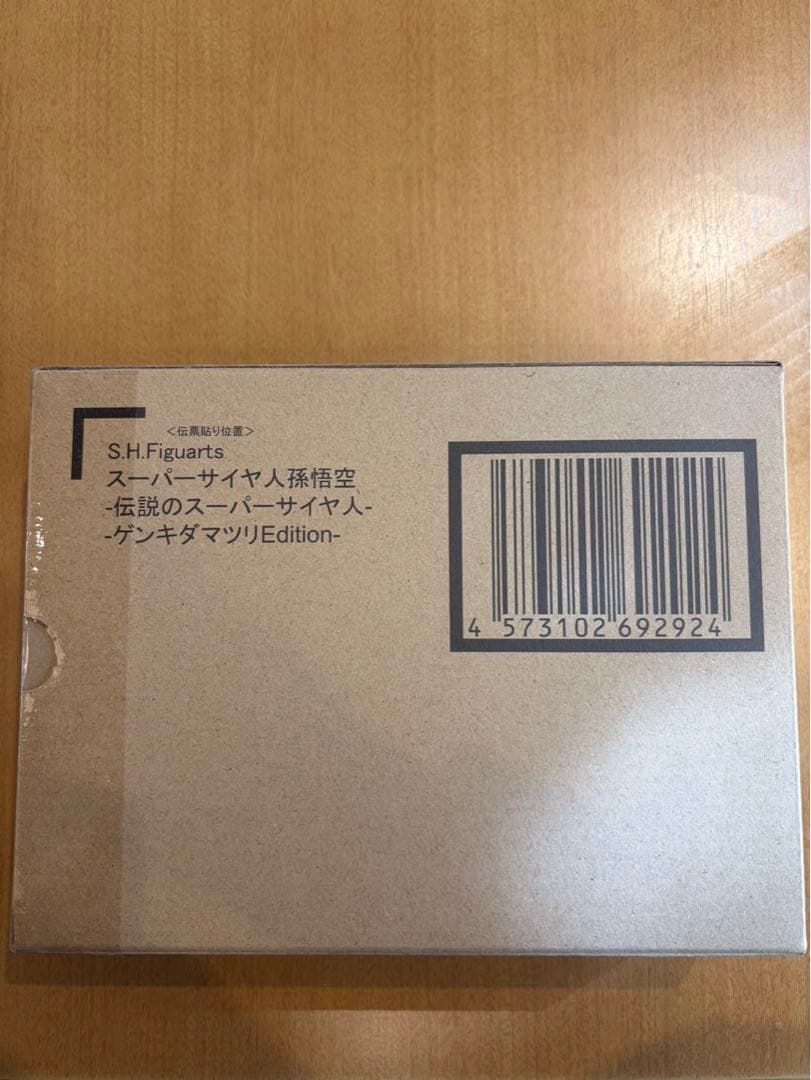 <伝票貼り位置>
S.H.Figuarts
スーパーサイヤ人孫悟空
-伝説のスーパーサイヤ人-
-ゲンキダマツリEdition-
4 573102 692924